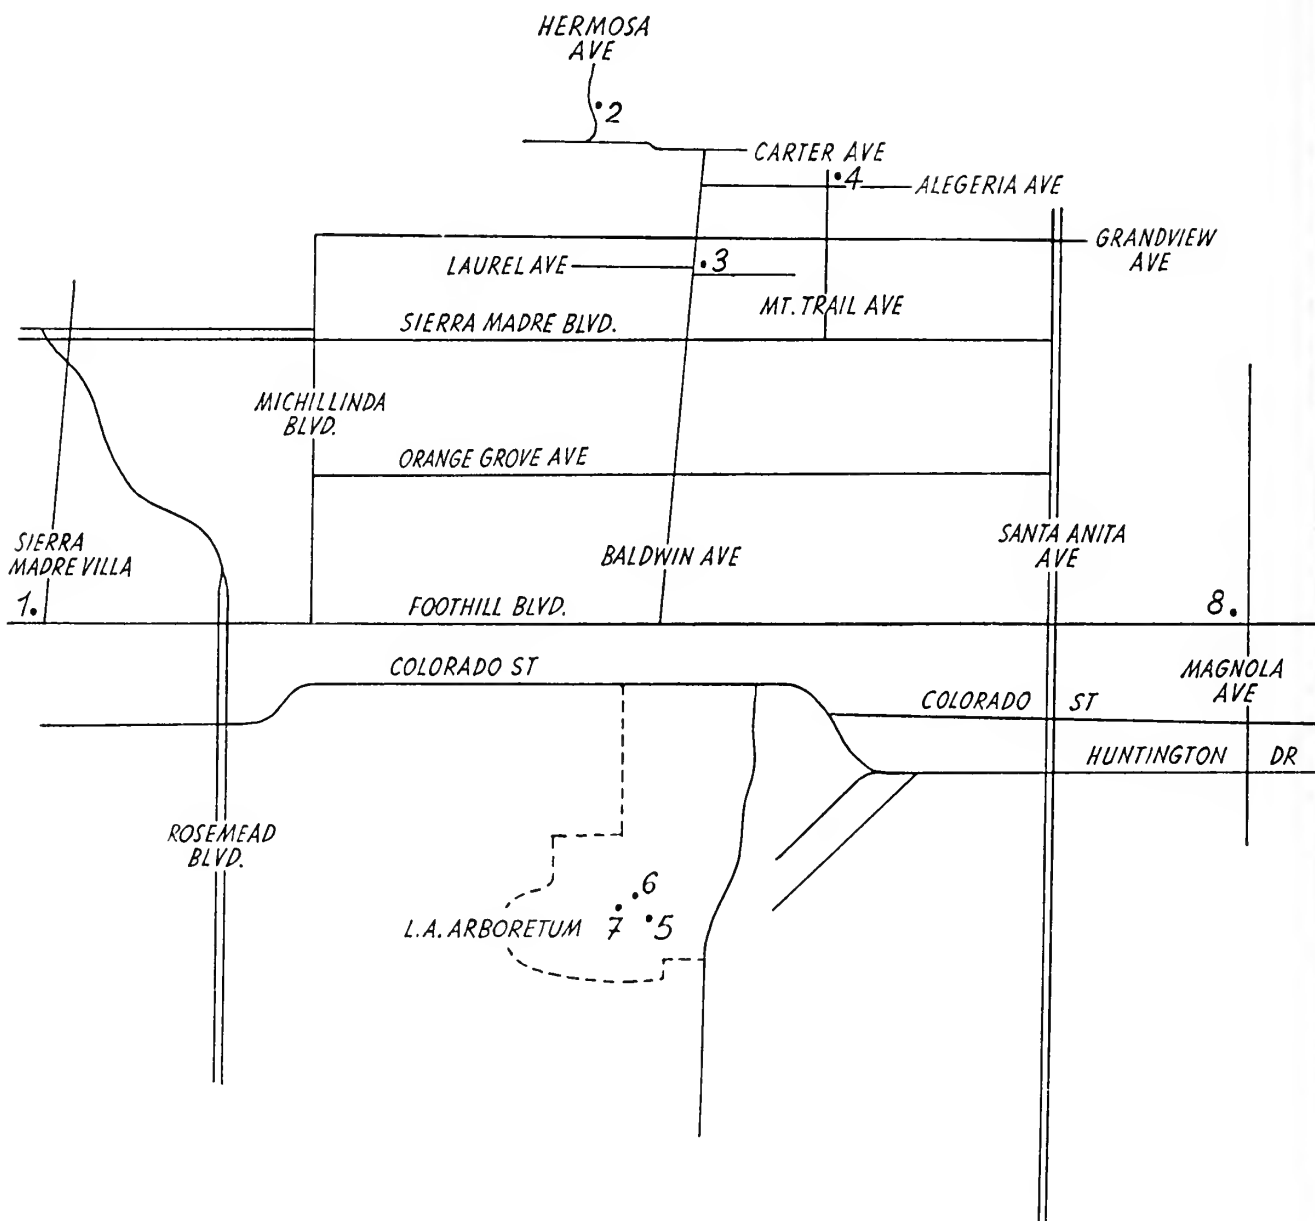 HERMOSA
AVE
2
CARTER AVE
4
ALEGERIA AVE
GRANDVIEW
AVE
LAUREL AVE
3
MT. TRAIL AVE
SIERRA MADRE BLVD.
MICHILLINDA
BLVD.
ORANGE GROVE AVE
SIERRA
MADRE VILLA
BALDWIN AVE
SANTA ANITA
AVE
1.
FOOTHILL BLVD.
8.
COLORADO ST
MAGNOLA
AVE
COLORADO ST
HUNTINGTON DR
ROSEMEAD
BLVD.
6
L.A. ARBORETUM
7
5